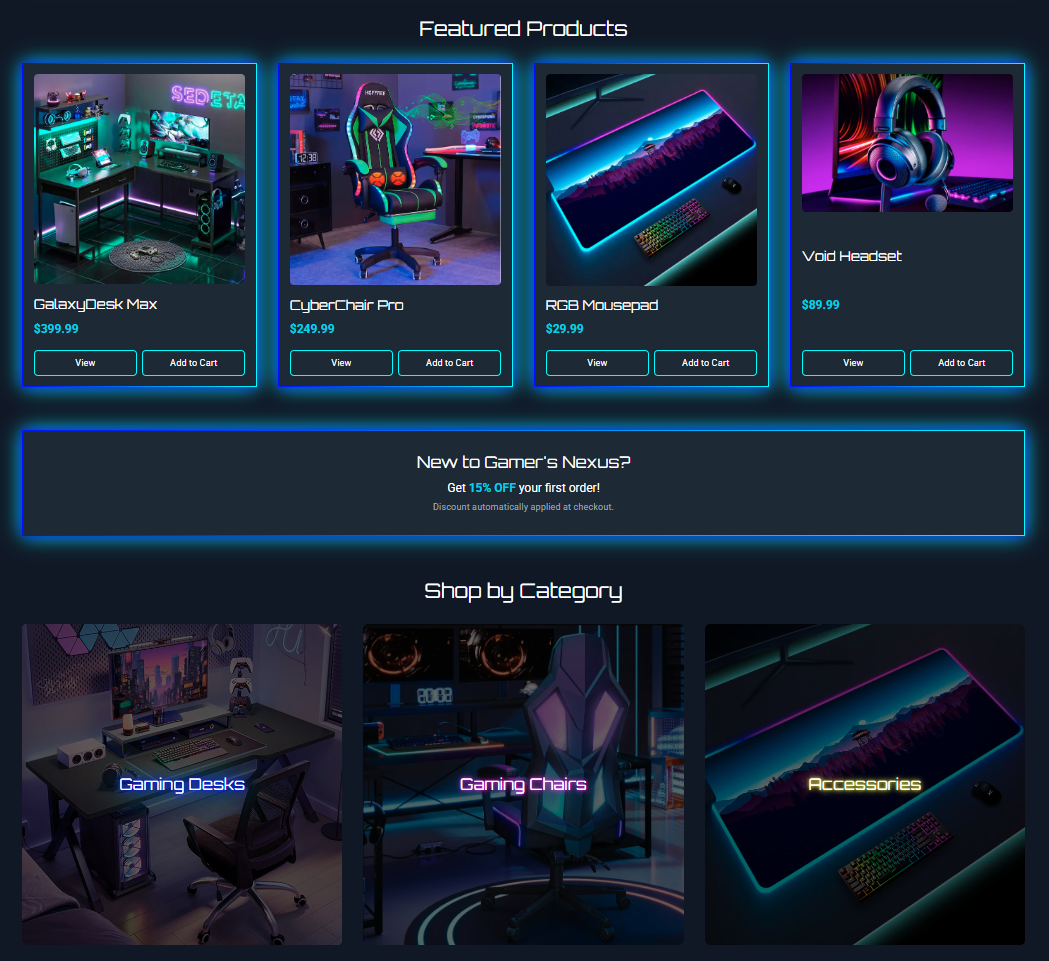 Featured Products
SEDETA
12:38
GalaxyDesk Max
$399.99
View
Add to Cart
CyberChair Pro
$249.99
View
Add to Cart
RGB Mousepad
$29.99
View
Add to Cart
Void Headset
$89.99
View
Add to Cart
New to Gamer's Nexus?
Get 15% OFF your first order!
Discount automatically applied at checkout.
Shop by Category
Gaming Desks
Gaming Chairs
Accessories